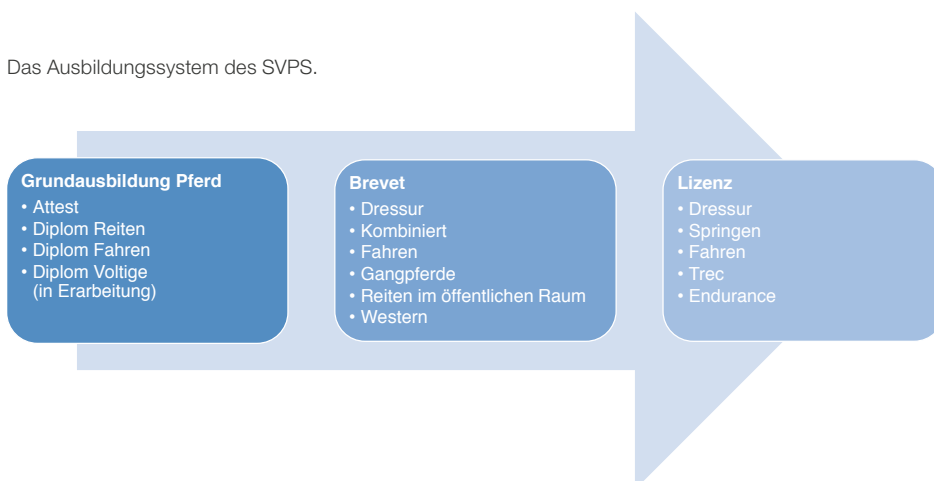 Das Ausbildungssystem des SVPS.
Grundausbildung Pferd
• Attest
• Diplom Reiten
• Diplom Fahren
• Diplom Voltige
(in Erarbeitung)
Brevet
• Dressur
• Kombiniert
• Fahren
• Gangpferde
• Reiten im öffentlichen Raum
• Western
Lizenz
• Dressur
• Springen
• Fahren
• Trec
• Endurance